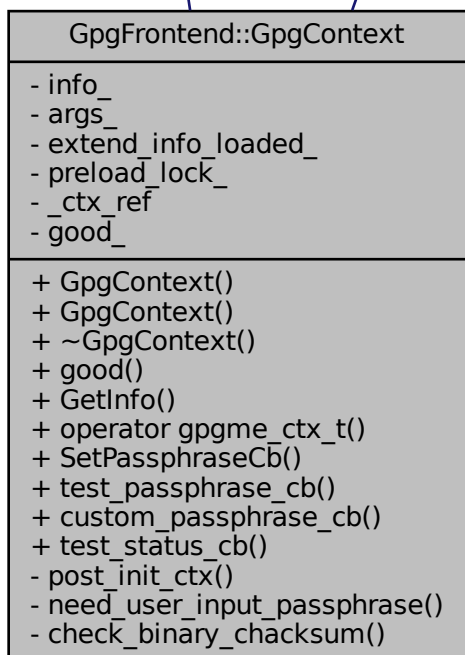 GpgFrontend::GpgContext
- info_
- args_
- extend_info_loaded_
- preload_lock_
- _ctx_ref
- good_
+ GpgContext()
+ GpgContext()
+ ~GpgContext()
+ good()
+ GetInfo()
+ operator gpgme_ctx_t()
+ SetPassphraseCb()
+ test_passphrase_cb()
+ custom_passphrase_cb()
+ test_status_cb()
- post_init_ctx()
- need_user_input_passphrase()
- check_binary_chacksum()